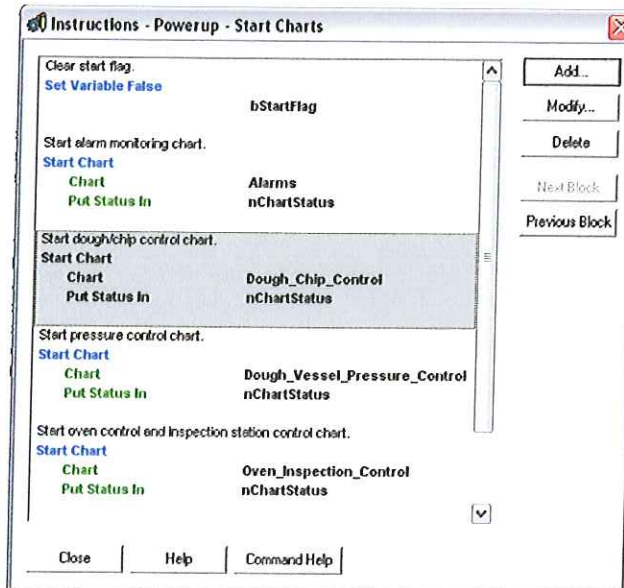 Instructions - Powerup - Start Charts
Clear start flag.
Set Variable False
bStartFlag
Start alarm monitoring chart.
Start Chart
Chart Alarms
Put Status In nChartStatus
Start dough/chip control chart.
Start Chart
Chart Dough_Chip_Control
Put Status In nChartStatus
Start pressure control chart.
Start Chart
Chart Dough_Vessel_Pressure_Control
Put Status In nChartStatus
Start oven control and inspection station control chart.
Start Chart
Chart Oven_Inspection_Control
Put Status In nChartStatus
Add...
Modify...
Delete
Next Block
Previous Block
Close Help Command Help